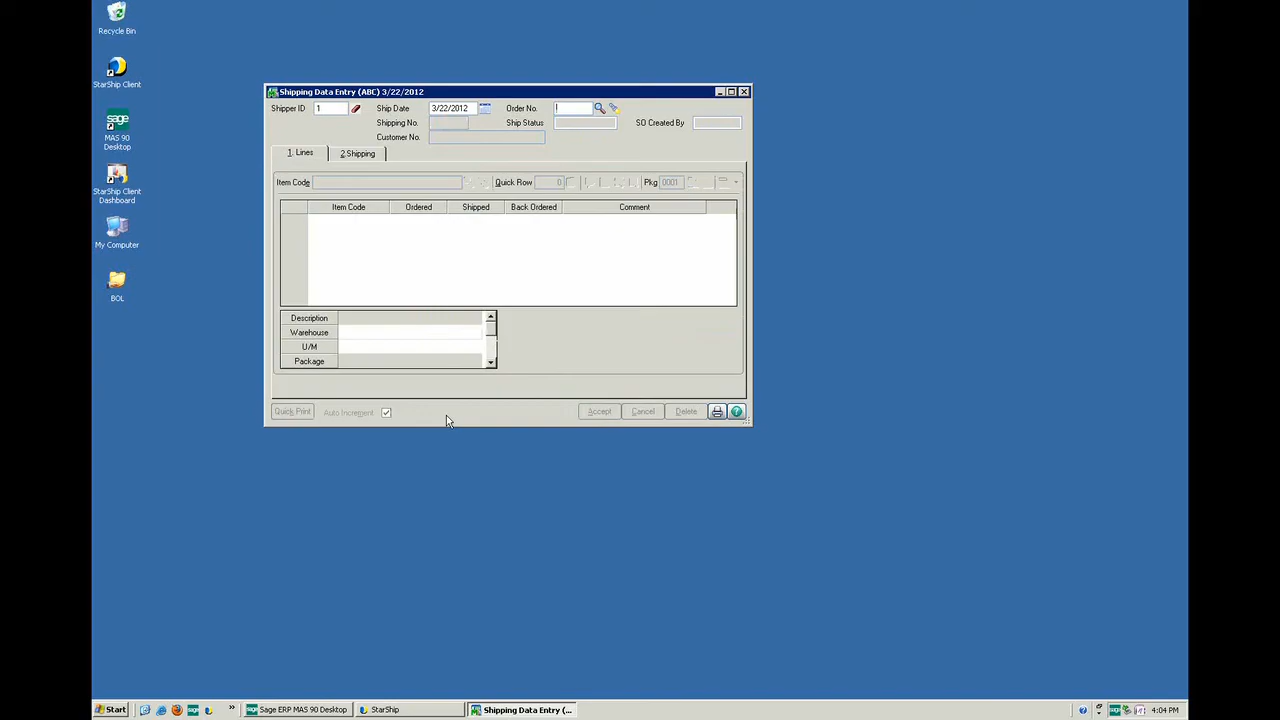 Recycle Bin
StarShip Client
sage
MAS 90
Desktop
StarShip Client
Dashboard
My Computer
BOL
Shipping Data Entry (ABC) 3/22/2012
Shipper ID 1 Ship Date 3/22/2012 Order No.
Shipping No. Ship Status SO Created By
Customer No.
1. Lines 2.Shipping
Item Code Quick Row 0 Pkg 0001
Item Code Ordered Shipped Back Ordered Comment
Description
Warehouse
U/M
Package
Quick Print Auto Increment Accept Cancel Delete
Start sage » Sage ERP MAS 90 Desktop StarShip Shipping Data Entry (... sage 4:04 PM